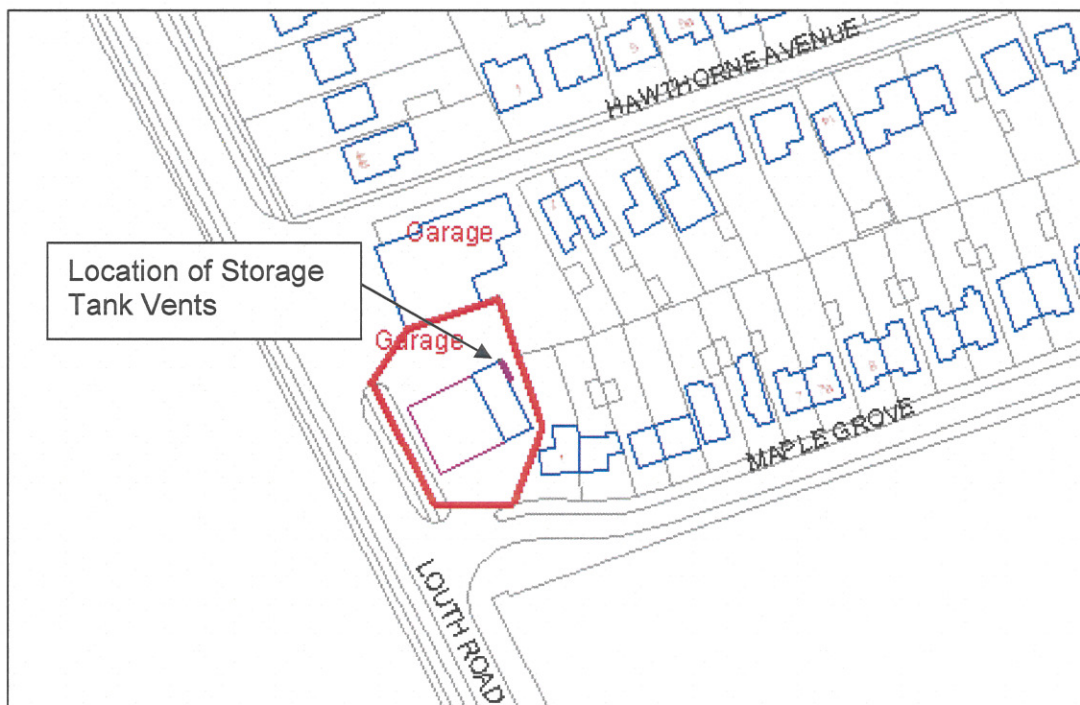 HAWTHORNE AVENUE
Garage
Location of Storage
Tank Vents
Garage
MAPLE GROVE
LOUTH ROAD